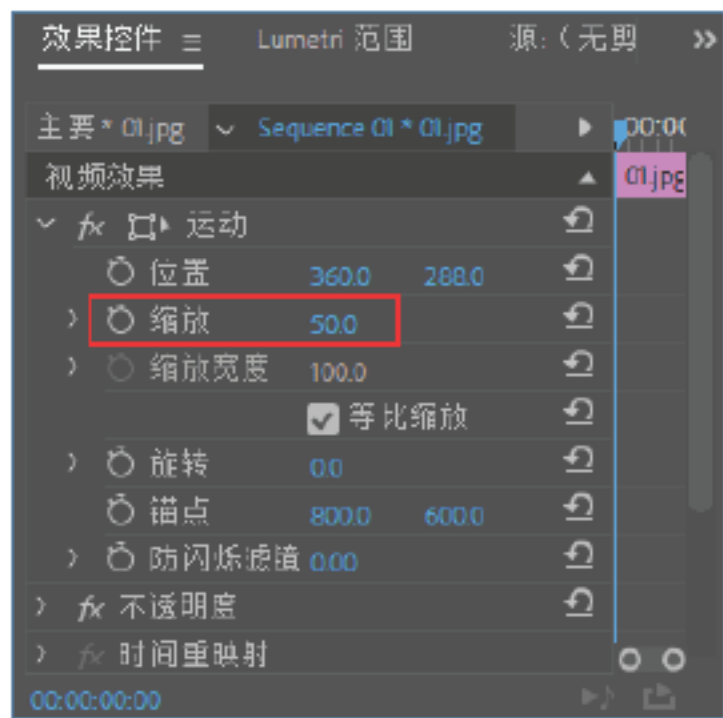 效果控件 Lumetri 范围 源:（无剪
主要 * 01.jpg Sequence 01 * 01.jpg 00:00
视频效果 01.jpg
fx 运动
位置 360.0 288.0
缩放 50.0
缩放宽度 100.0
等比缩放
旋转 0.0
锚点 800.0 600.0
防闪烁滤镜 0.00
fx 不透明度
fx 时间重映射
00:00:00:00